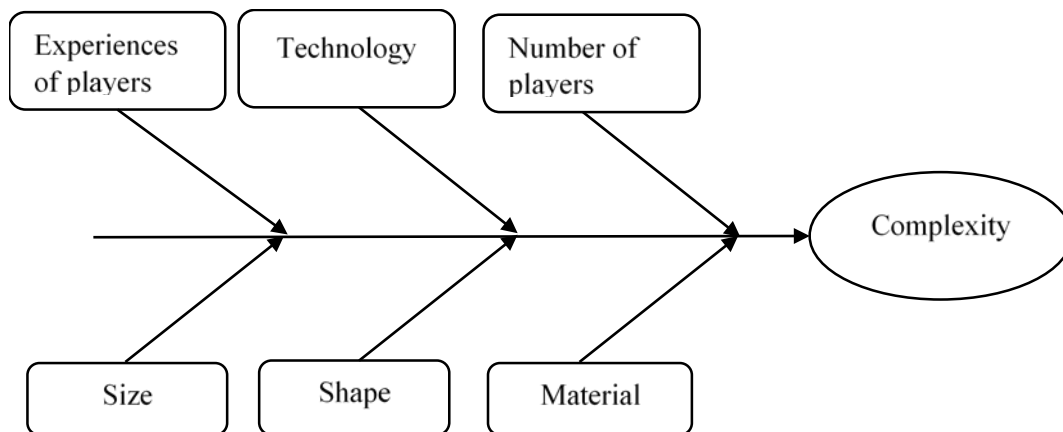 Experiences
of players
Technology
Number of
players
Complexity
Size
Shape
Material